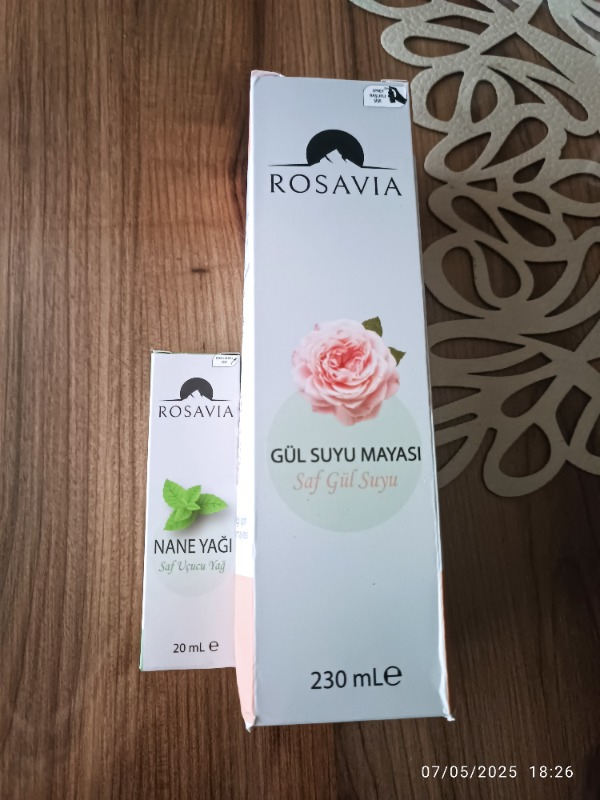 ROSAVIA
GÜL SUYU MAYASI
Saf Gül Suyu
230 mL℮
ROSAVIA
NANE YAĞI
Saf Uçucu Yağ
20 mL ℮
07/05/2025 18:26